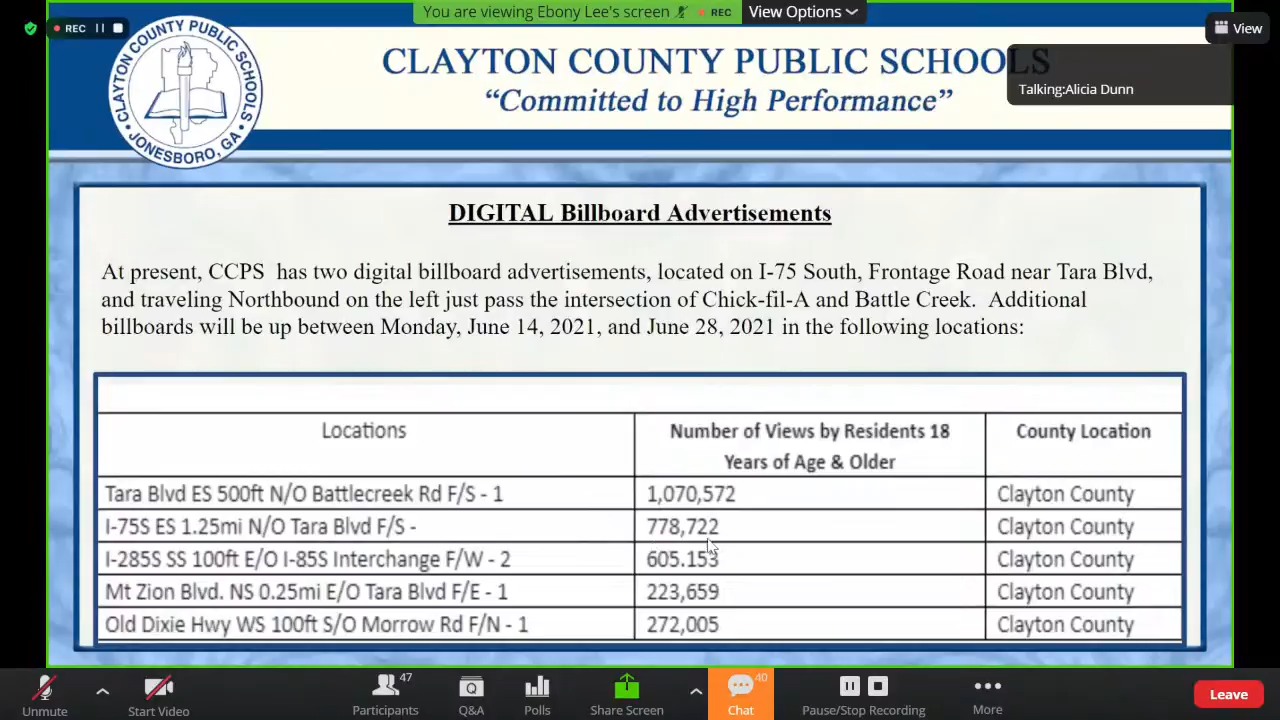 You are viewing Ebony Lee's screen REC View Options
REC
View
Talking:Alicia Dunn
CLAYTON COUNTY PUBLIC SCHOOLS
JONESBORO, GA
CLAYTON COUNTY PUBLIC SCHOOLS
“Committed to High Performance”
DIGITAL Billboard Advertisements
At present, CCPS has two digital billboard advertisements, located on I-75 South, Frontage Road near Tara Blvd,
and traveling Northbound on the left just pass the intersection of Chick-fil-A and Battle Creek. Additional
billboards will be up between Monday, June 14, 2021, and June 28, 2021 in the following locations:
Locations Number of Views by Residents 18 County Location
Years of Age & Older
Tara Blvd ES 500ft N/O Battlecreek Rd F/S - 1 1,070,572 Clayton County
I-75S ES 1.25mi N/O Tara Blvd F/S - 778,722 Clayton County
I-285S SS 100ft E/O I-85S Interchange F/W - 2 605.153 Clayton County
Mt Zion Blvd. NS 0.25mi E/O Tara Blvd F/E - 1 223,659 Clayton County
Old Dixie Hwy WS 100ft S/O Morrow Rd F/N - 1 272,005 Clayton County
47 40
Unmute Start Video Participants Q&A Polls Share Screen Chat Pause/Stop Recording More Leave